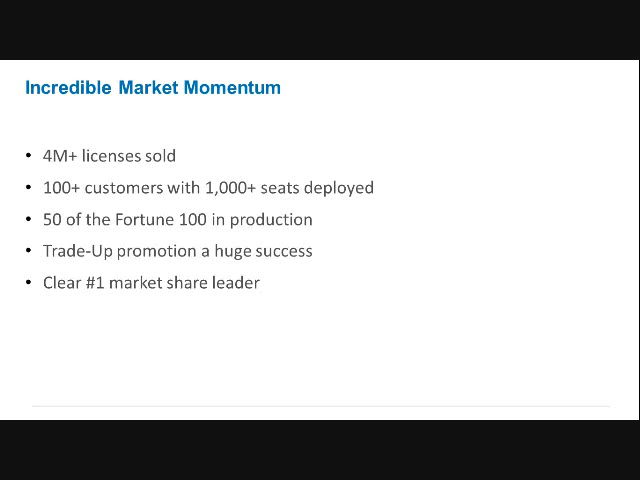 Incredible Market Momentum
• 4M+ licenses sold
• 100+ customers with 1,000+ seats deployed
• 50 of the Fortune 100 in production
• Trade-Up promotion a huge success
• Clear #1 market share leader